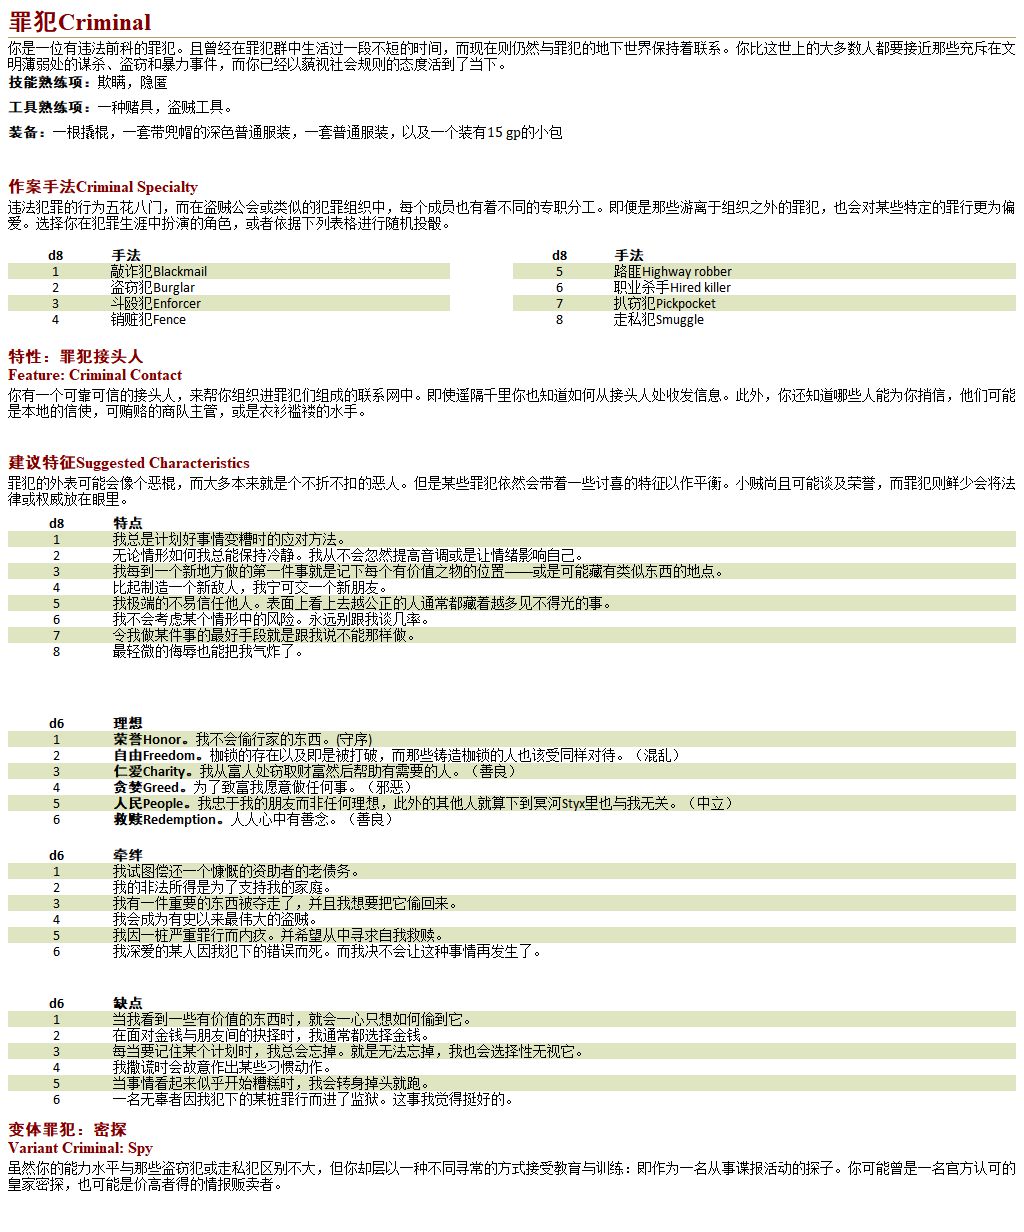 罪犯Criminal
你是一位有违法前科的罪犯。且曾经在罪犯群中生活过一段不短的时间，而现在则仍然与罪犯的地下世界保持着联系。你比这世上的大多数人都要接近那些充斥在文
明薄弱处的谋杀、盗窃和暴力事件，而你已经以藐视社会规则的态度活到了当下。
技能熟练项：欺瞒，隐匿
工具熟练项：一种赌具，盗贼工具。
装备：一根撬棍，一套带兜帽的深色普通服装，一套普通服装，以及一个装有15 gp的小包
作案手法Criminal Specialty
违法犯罪的行为五花八门，而在盗贼公会或类似的犯罪组织中，每个成员也有着不同的专职分工。即便是那些游离于组织之外的罪犯，也会对某些特定的罪行更为偏
爱。选择你在犯罪生涯中扮演的角色，或者依据下列表格进行随机投骰。
d8 手法
1 敲诈犯Blackmail
2 盗窃犯Burglar
3 斗殴犯Enforcer
4 销赃犯Fence
d8 手法
5 路匪Highway robber
6 职业杀手Hired killer
7 扒窃犯Pickpocket
8 走私犯Smuggle
特性：罪犯接头人
Feature: Criminal Contact
你有一个可靠可信的接头人，来帮你组织进罪犯们组成的联系网中。即使遥隔千里你也知道如何从接头人处收发信息。此外，你还知道哪些人能为你捎信，他们可能
是本地的信使，可贿赂的商队主管，或是衣衫褴褛的水手。
建议特征Suggested Characteristics
罪犯的外表可能会像个恶棍，而大多本来就是个不折不扣的恶人。但是某些罪犯依然会带着一些讨喜的特征以作平衡。小贼尚且可能谈及荣誉，而罪犯则鲜少会将法
律或权威放在眼里。
d8 特点
1 我总是计划好事情变糟时的应对方法。
2 无论情形如何我总能保持冷静。我从不会忽然提高音调或是让情绪影响自己。
3 我每到一个新地方做的第一件事就是记下每个有价值之物的位置——或是可能藏有类似东西的地点。
4 比起制造一个新敌人，我宁可交一个新朋友。
5 我极端的不易信任他人。表面上看上去越公正的人通常都藏着越多见不得光的事。
6 我不会考虑某个情形中的风险。永远别跟我谈几率。
7 令我做某件事的最好手段就是跟我说不能那样做。
8 最轻微的侮辱也能把我气炸了。
d6 理想
1 荣誉Honor。我不会偷行家的东西。(守序)
2 自由Freedom。枷锁的存在以及即是被打破，而那些铸造枷锁的人也该受同样对待。（混乱）
3 仁爱Charity。我从富人处窃取财富然后帮助有需要的人。（善良）
4 贪婪Greed。为了致富我愿意做任何事。（邪恶）
5 人民People。我忠于我的朋友而非任何理想，此外的其他人就算下到冥河Styx里也与我无关。（中立）
6 救赎Redemption。人人心中有善念。（善良）
d6 牵绊
1 我试图偿还一个慷慨的资助者的老债务。
2 我的非法所得是为了支持我的家庭。
3 我有一件重要的东西被夺走了，并且我想要把它偷回来。
4 我会成为有史以来最伟大的盗贼。
5 我因一桩严重罪行而内疚。并希望从中寻求自我救赎。
6 我深爱的某人因我犯下的错误而死。而我决不会让这种事情再发生了。
d6 缺点
1 当我看到一些有价值的东西时，就会一心只想如何偷到它。
2 在面对金钱与朋友间的抉择时，我通常都选择金钱。
3 每当要记住某个计划时，我总会忘掉。就是无法忘掉，我也会选择性无视它。
4 我撒谎时会故意作出某些习惯动作。
5 当事情看起来似乎开始糟糕时，我会转身掉头就跑。
6 一名无辜者因我犯下的某桩罪行而进了监狱。这事我觉得挺好的。
变体罪犯：密探
Variant Criminal: Spy
虽然你的能力水平与那些盗窃犯或走私犯区别不大，但你却层以一种不同寻常的方式接受教育与训练：即作为一名从事谍报活动的探子。你可能曾是一名官方认可的
皇家密探，也可能是价高者得的情报贩卖者。